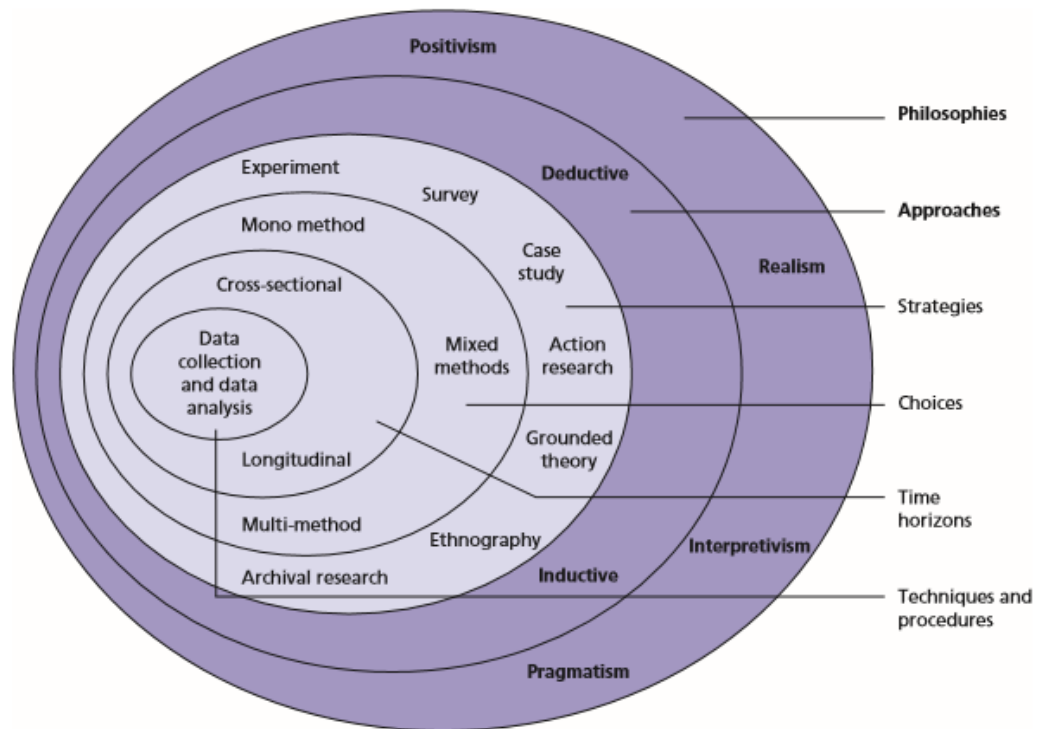 Positivism
Philosophies
Experiment
Deductive
Survey
Approaches
Mono method
Case
study
Realism
Cross-sectional
Strategies
Data
collection
and data
analysis
Mixed
methods
Action
research
Choices
Grounded
theory
Longitudinal
Time
horizons
Multi-method
Ethnography
Interpretivism
Archival research
Inductive
Techniques and
procedures
Pragmatism